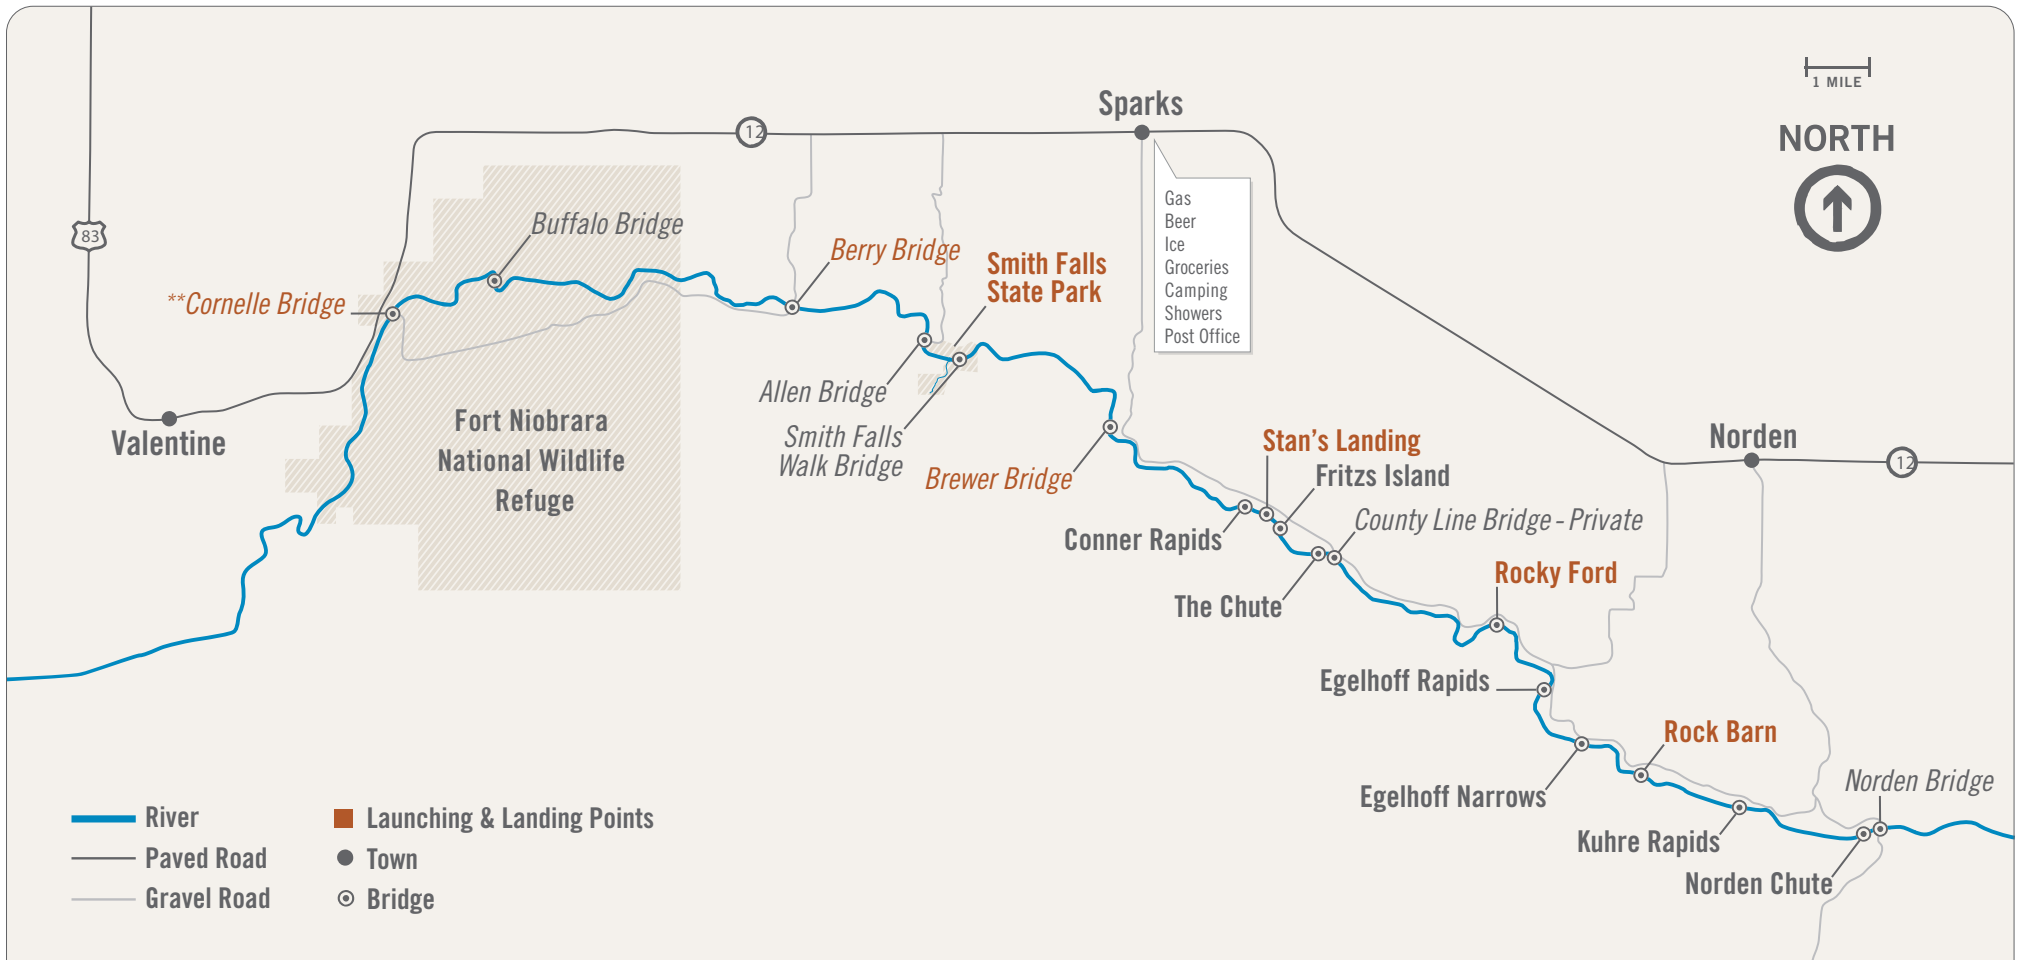 1 MILE
NORTH
Sparks
12
Gas
Beer
Ice
Groceries
Camping
Showers
Post Office
83
Buffalo Bridge
Berry Bridge
Smith Falls
State Park
**Cornelle Bridge
Allen Bridge
Valentine
Fort Niobrara
National Wildlife
Refuge
Smith Falls
Walk Bridge
Brewer Bridge
Stan's Landing
Fritzs Island
Norden
12
County Line Bridge - Private
Conner Rapids
The Chute
Rocky Ford
Egelhoff Rapids
Rock Barn
Egelhoff Narrows
Norden Bridge
Kuhre Rapids
Norden Chute
River
Paved Road
Gravel Road
Launching & Landing Points
Town
Bridge